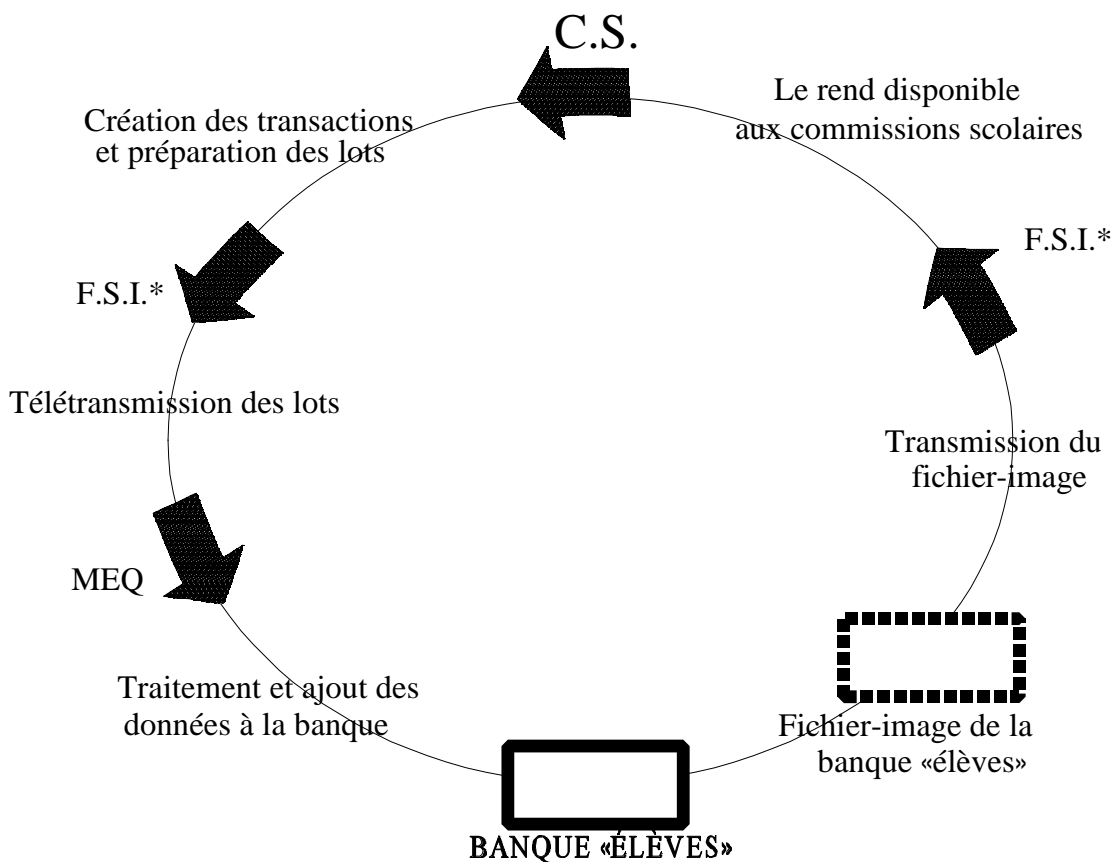 C.S.
Le rend disponible
aux commissions scolaires
Création des transactions
et préparation des lots
F.S.I.*
F.S.I.*
Télétransmission des lots
Transmission du
fichier-image
MEQ
Traitement et ajout des
données à la banque
Fichier-image de la
banque «élèves»
BANQUE «ÉLÈVES»